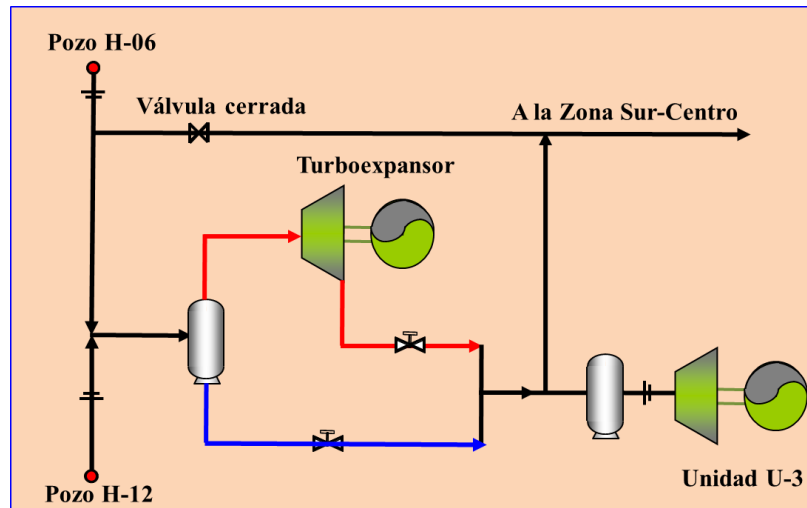 Pozo H-06
Válvula cerrada
A la Zona Sur-Centro
Turboexpansor
Unidad U-3
Pozo H-12